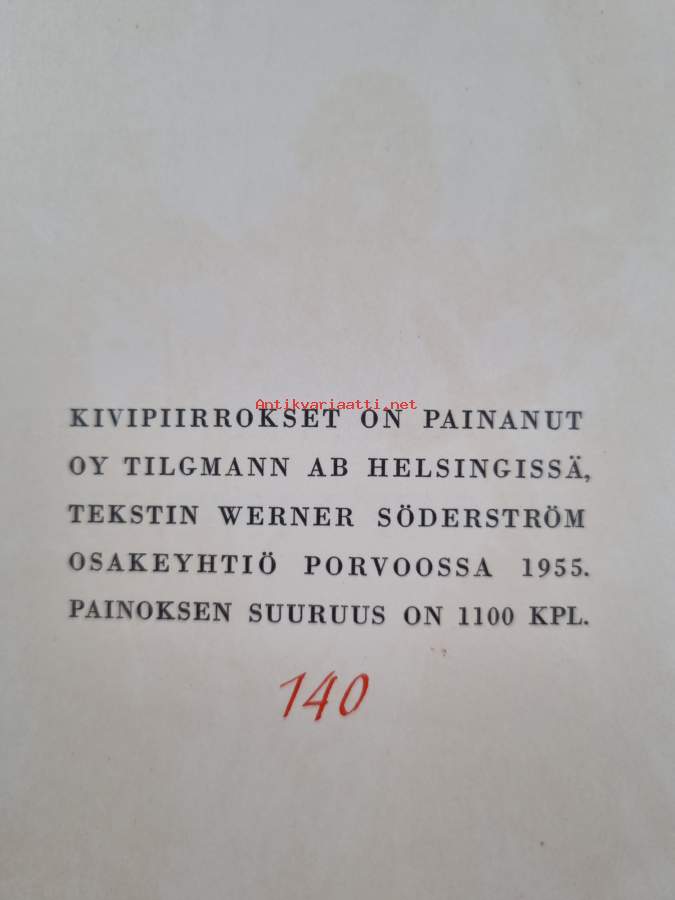 Antikvariaatti.net
KIVIPIIRROKSET ON PAINANUT
OY TILGMANN AB HELSINGISSÄ,
TEKSTIN WERNER SÖDERSTRÖM
OSAKEYHTIÖ PORVOOSSA 1955.
PAINOKSEN SUURUUS ON 1100 KPL.
140